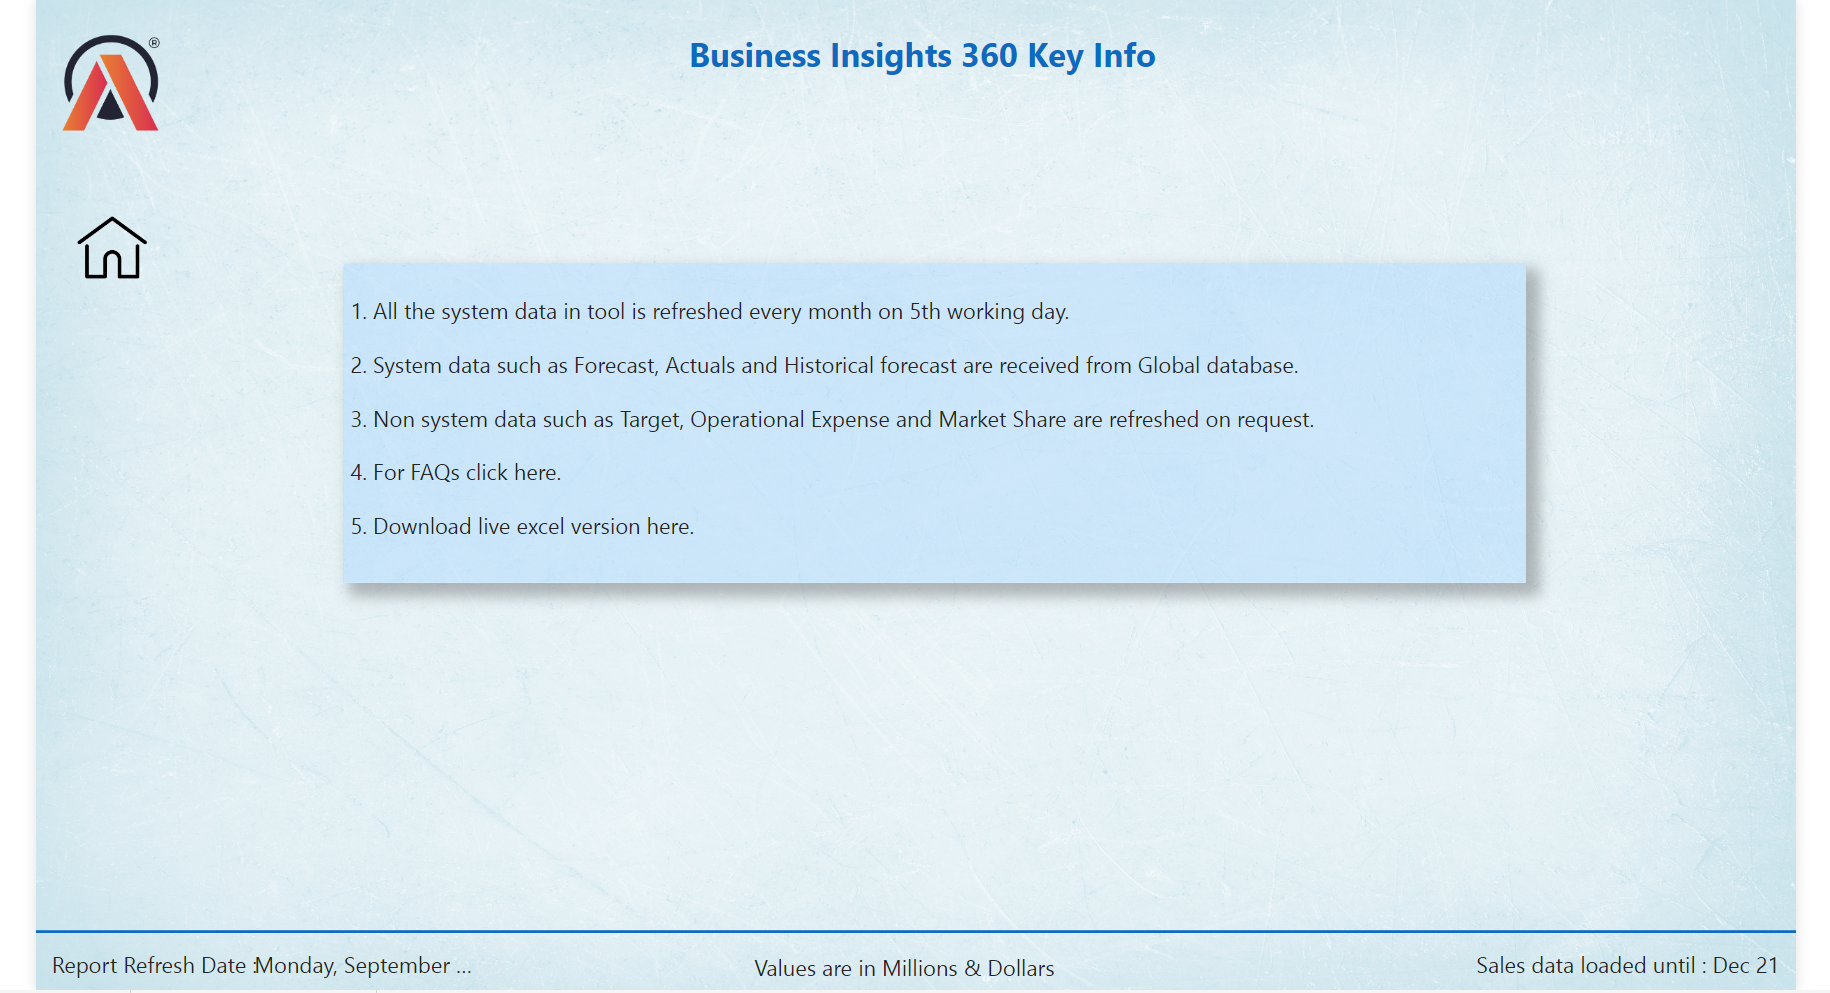 ®
Business Insights 360 Key Info
1. All the system data in tool is refreshed every month on 5th working day.
2. System data such as Forecast, Actuals and Historical forecast are received from Global database.
3. Non system data such as Target, Operational Expense and Market Share are refreshed on request.
4. For FAQs click here.
5. Download live excel version here.
Report Refresh Date :Monday, September ...
Values are in Millions & Dollars
Sales data loaded until : Dec 21